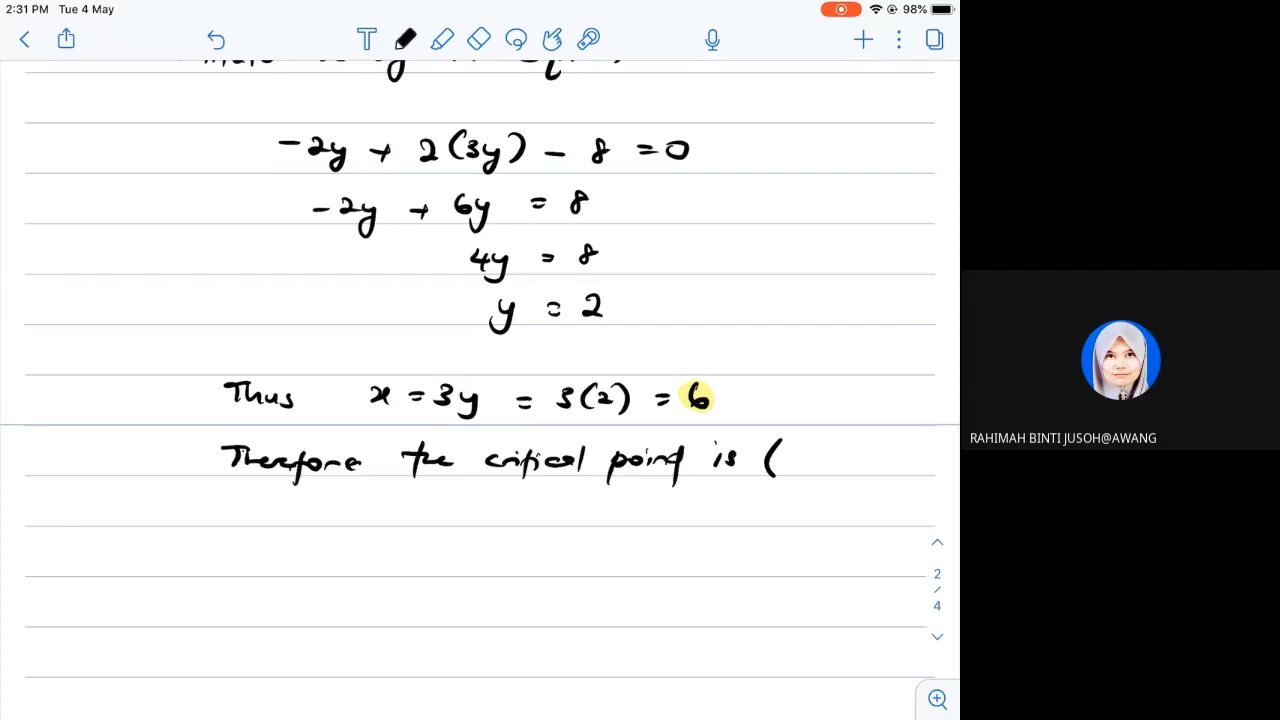 2:31 PM Tue 4 May
98%
-2y + 2(3y) - 8 = 0
-2y + 6y = 8
4y = 8
y = 2
Thus x = 3y = 3(2) = 6
Therefore the critical point is (
RAHIMAH BINTI JUSOH@AWANG
2
/
4